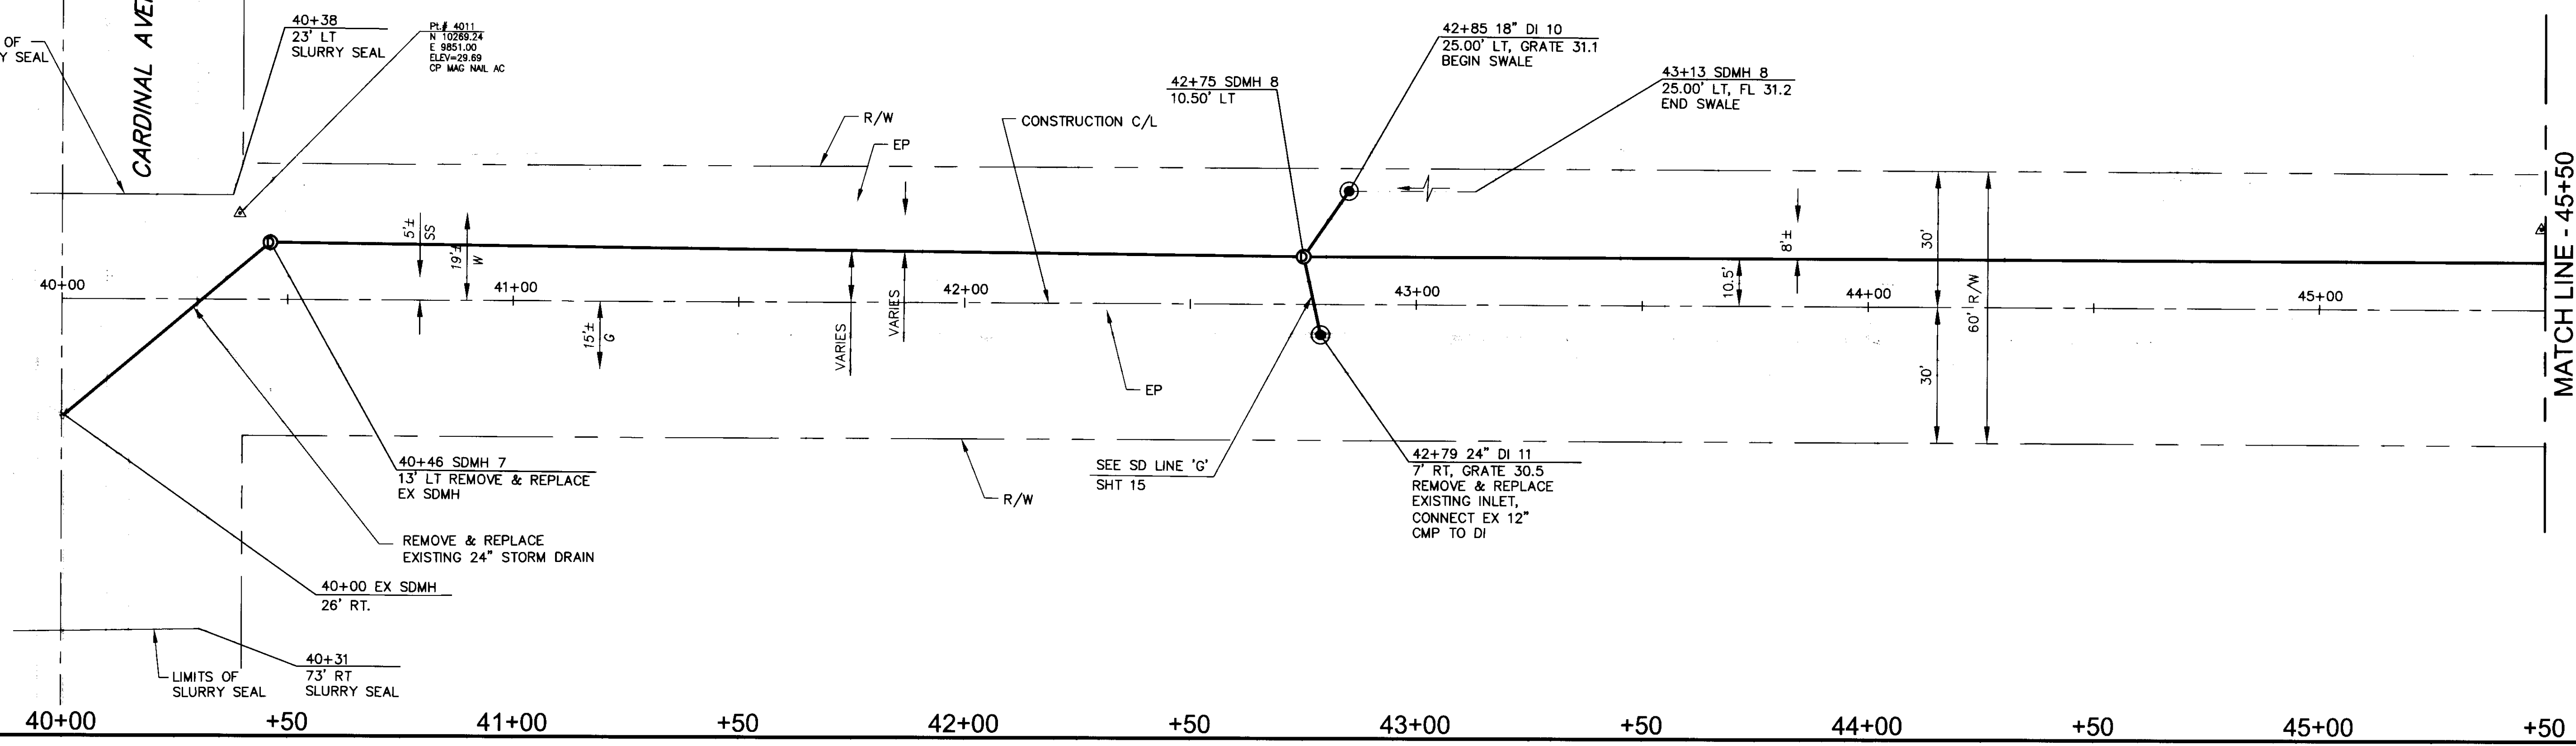 OF
Y SEAL
CARDINAL AVE
40+38
23' LT
SLURRY SEAL
Pt.# 4011
N 10269.24
E 9851.00
ELEV=29.69
CP MAG NAIL AC
R/W
EP
CONSTRUCTION C/L
42+75 SDMH 8
10.50' LT
42+85 18" DI 10
25.00' LT, GRATE 31.1
BEGIN SWALE
43+13 SDMH 8
25.00' LT, FL 31.2
END SWALE
MATCH LINE - 45+50
5'±
SS
19'±
W
15'±
G
VARIES
VARIES
8'±
10.5'
30'
30'
60' R/W
40+00
41+00
42+00
43+00
44+00
45+00
EP
R/W
40+46 SDMH 7
13' LT REMOVE & REPLACE
EX SDMH
REMOVE & REPLACE
EXISTING 24" STORM DRAIN
40+00 EX SDMH
26' RT.
SEE SD LINE 'G'
SHT 15
42+79 24" DI 11
7' RT, GRATE 30.5
REMOVE & REPLACE
EXISTING INLET,
CONNECT EX 12"
CMP TO DI
LIMITS OF
SLURRY SEAL
40+31
73' RT
SLURRY SEAL
40+00 +50 41+00 +50 42+00 +50 43+00 +50 44+00 +50 45+00 +50